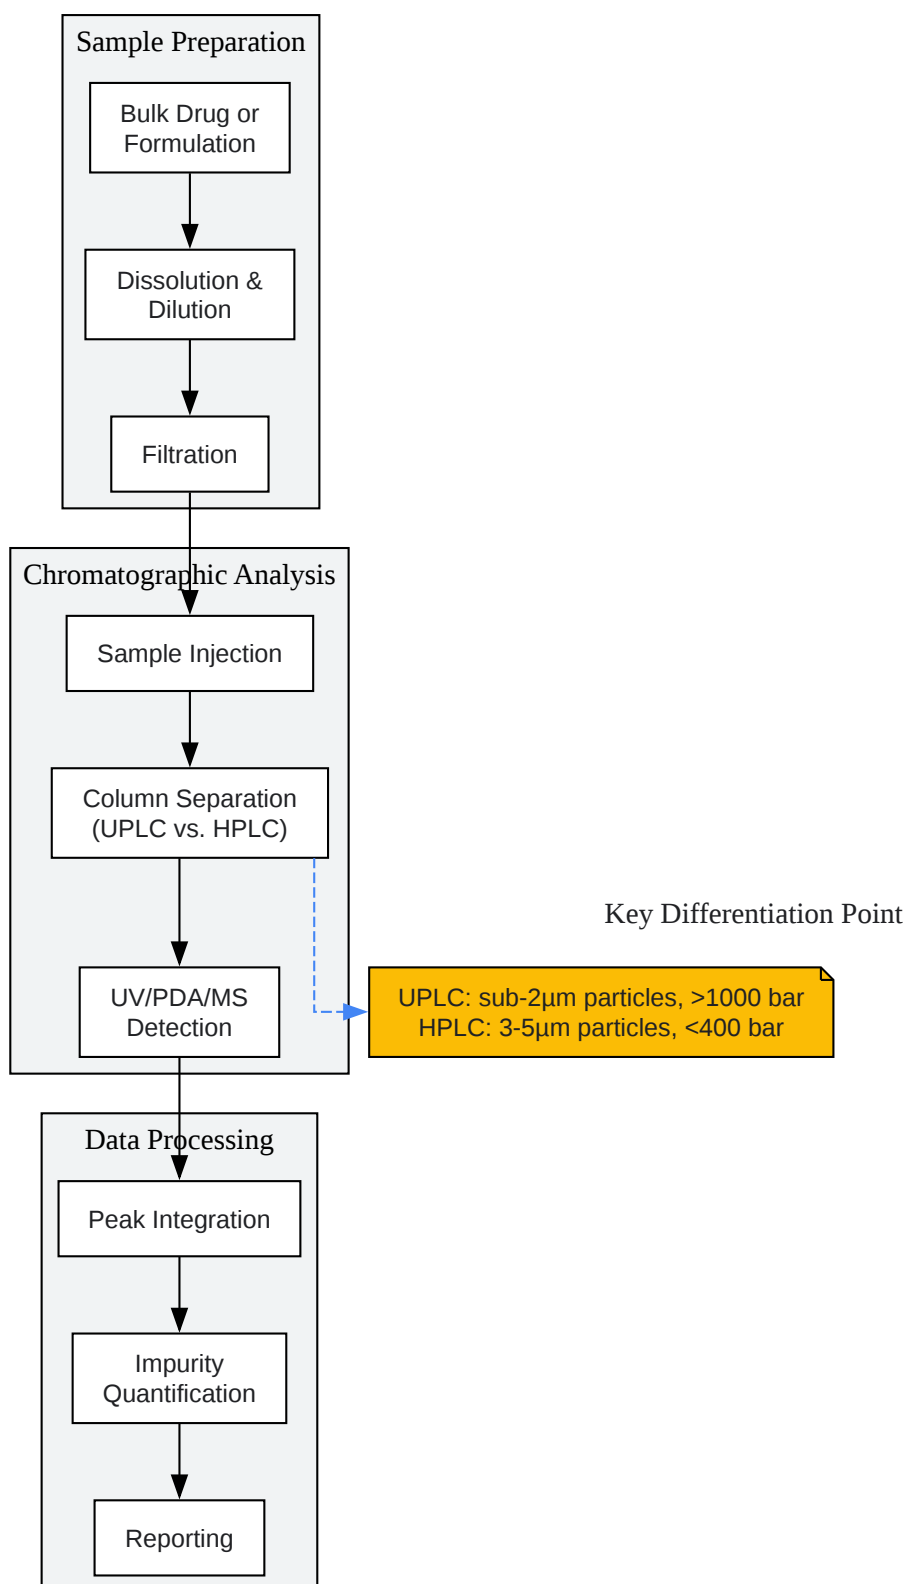 Sample Preparation
Bulk Drug or
Formulation
Dissolution &
Dilution
Filtration
Chromatographic Analysis
Sample Injection
Column Separation
(UPLC vs. HPLC)
Key Differentiation Point
UV/PDA/MS
Detection
UPLC: sub-2µm particles, >1000 bar
HPLC: 3-5µm particles, <400 bar
Data Processing
Peak Integration
Impurity
Quantification
Reporting